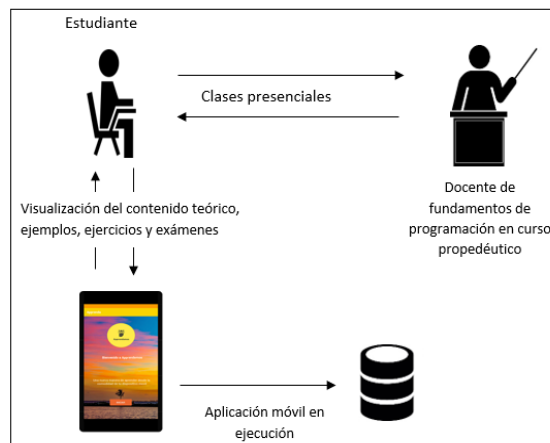 Estudiante
Clases presenciales
Visualización del contenido teórico,
ejemplos, ejercicios y exámenes
Docente de
fundamentos de
programación en curso
propedéutico
Aplicación móvil en
ejecución